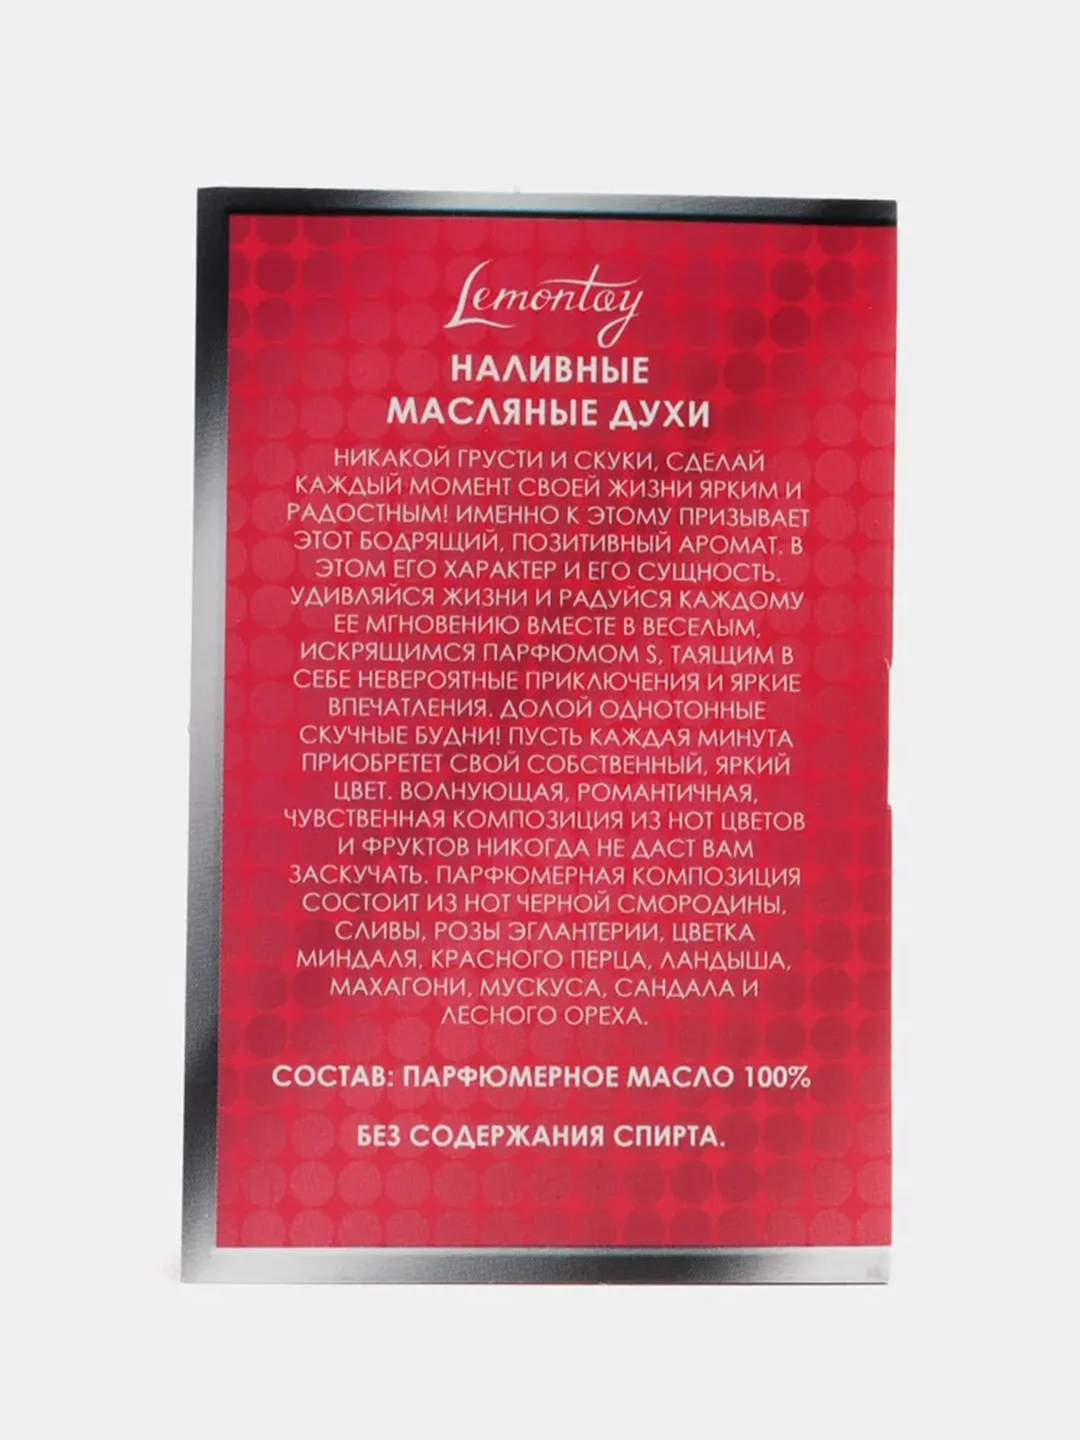 Lemontay
НАЛИВНЫЕ
МАСЛЯНЫЕ ДУХИ
НИКАКОЙ ГРУСТИ И СКУКИ, СДЕЛАЙ
КАЖДЫЙ МОМЕНТ СВОЕЙ ЖИЗНИ ЯРКИМ И
РАДОСТНЫМ! ИМЕННО К ЭТОМУ ПРИЗЫВАЕТ
ЭТОТ БОДРЯЩИЙ, ПОЗИТИВНЫЙ АРОМАТ. В
ЭТОМ ЕГО ХАРАКТЕР И ЕГО СУЩНОСТЬ.
УДИВЛЯЙСЯ ЖИЗНИ И РАДУЙСЯ КАЖДОМУ
ЕЕ МГНОВЕНИЮ ВМЕСТЕ В ВЕСЕЛЫМ,
ИСКРЯЩИМСЯ ПАРФЮМОМ S, ТАЯЩИМ В
СЕБЕ НЕВЕРОЯТНЫЕ ПРИКЛЮЧЕНИЯ И ЯРКИЕ
ВПЕЧАТЛЕНИЯ. ДОЛОЙ ОДНОТОННЫЕ
СКУЧНЫЕ БУДНИ! ПУСТЬ КАЖДАЯ МИНУТА
ПРИОБРЕТЕТ СВОЙ СОБСТВЕННЫЙ, ЯРКИЙ
ЦВЕТ. ВОЛНУЮЩАЯ, РОМАНТИЧНАЯ,
ЧУВСТВЕННАЯ КОМПОЗИЦИЯ ИЗ НОТ ЦВЕТОВ
И ФРУКТОВ НИКОГДА НЕ ДАСТ ВАМ
ЗАСКУЧАТЬ. ПАРФЮМЕРНАЯ КОМПОЗИЦИЯ
СОСТОИТ ИЗ НОТ ЧЕРНОЙ СМОРОДИНЫ,
СЛИВЫ, РОЗЫ ЭГЛАНТЕРИИ, ЦВЕТКА
МИНДАЛЯ, КРАСНОГО ПЕРЦА, ЛАНДЫША,
МАХАГОНИ, МУСКУСА, САНДАЛА И
ЛЕСНОГО ОРЕХА.
СОСТАВ: ПАРФЮМЕРНОЕ МАСЛО 100%
БЕЗ СОДЕРЖАНИЯ СПИРТА.